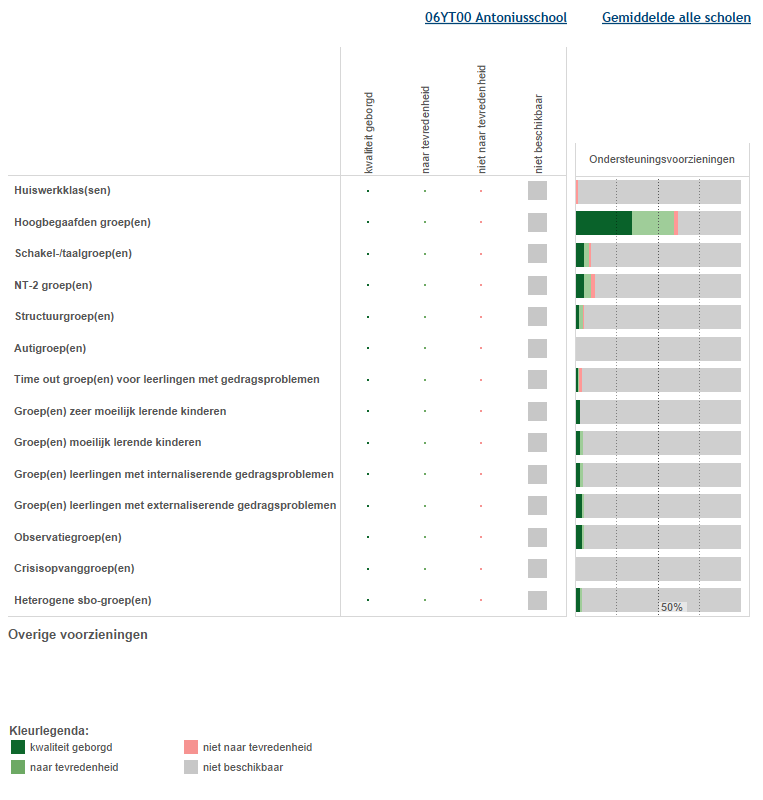 06YT00 Antoniusschool Gemiddelde alle scholen
kwaliteit geborgd
naar tevredenheid
niet naar tevredenheid
niet beschikbaar
Ondersteuningsvoorzieningen
Huiswerkklas(sen)
Hoogbegaafden groep(en)
Schakel-/taalgroep(en)
NT-2 groep(en)
Structuurgroep(en)
Autigroep(en)
Time out groep(en) voor leerlingen met gedragsproblemen
Groep(en) zeer moeilijk lerende kinderen
Groep(en) moeilijk lerende kinderen
Groep(en) leerlingen met internaliserende gedragsproblemen
Groep(en) leerlingen met externaliserende gedragsproblemen
Observatiegroep(en)
Crisisopvanggroep(en)
Heterogene sbo-groep(en)
50%
Overige voorzieningen
Kleurlegenda:
kwaliteit geborgd niet naar tevredenheid
naar tevredenheid niet beschikbaar